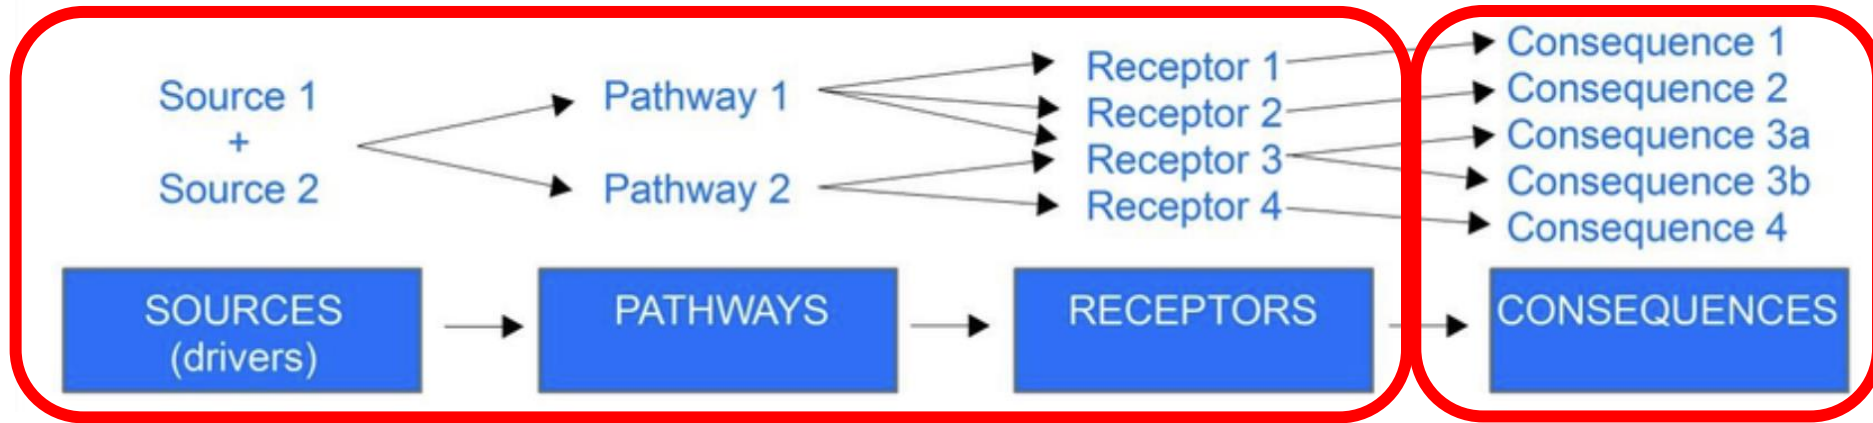 Source 1
+
Source 2
Pathway 1
Pathway 2
Receptor 1
Receptor 2
Receptor 3
Receptor 4
Consequence 1
Consequence 2
Consequence 3a
Consequence 3b
Consequence 4
SOURCES
(drivers)
PATHWAYS
RECEPTORS
CONSEQUENCES